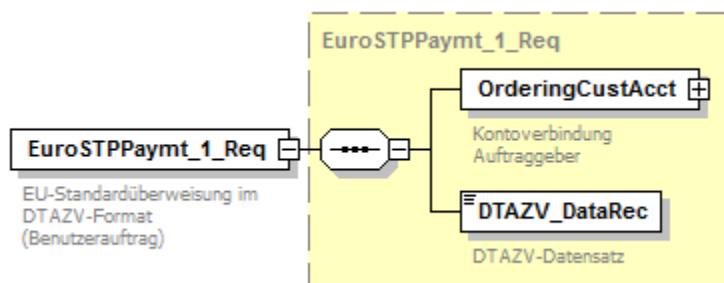 EuroSTPPaymt_1_Req
OrderingCustAcct
Kontoverbindung
Auftraggeber
EuroSTPPaymt_1_Req
EU-Standardüberweisung im
DTAZV-Format
(Benutzerauftrag)
DTAZV_DataRec
DTAZV-Datensatz